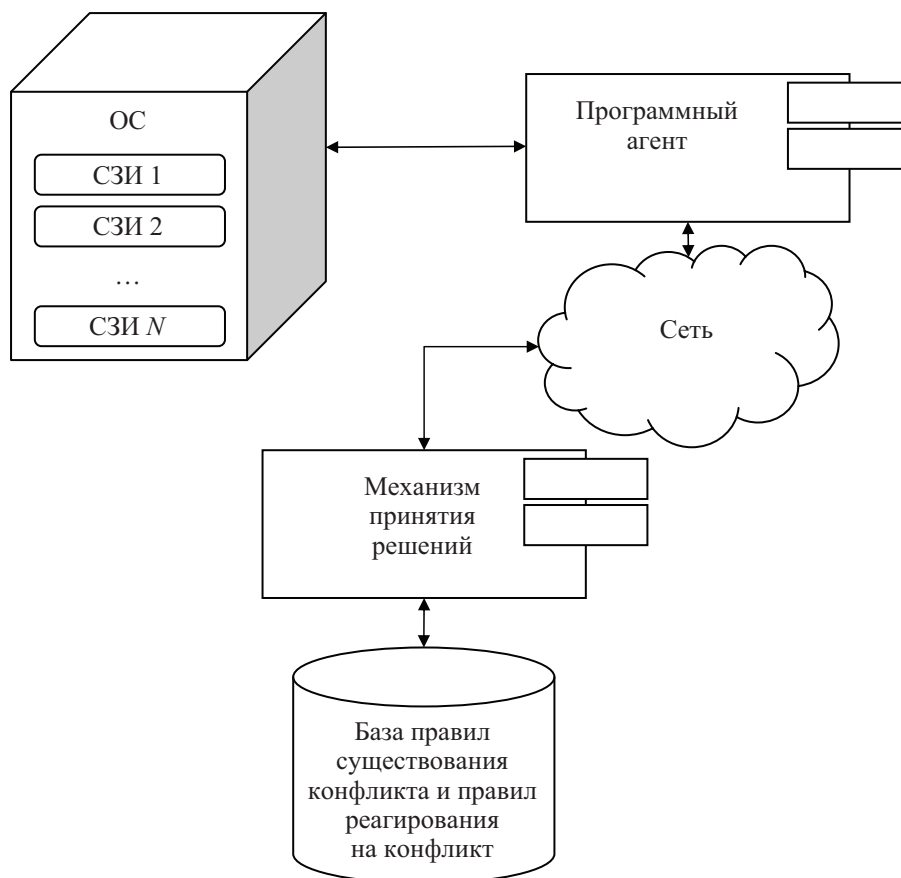 ОС
СЗИ 1
СЗИ 2
…
СЗИ N
Программный
агент
Сеть
Механизм
принятия
решений
База правил
существования
конфликта и правил
реагирования
на конфликт